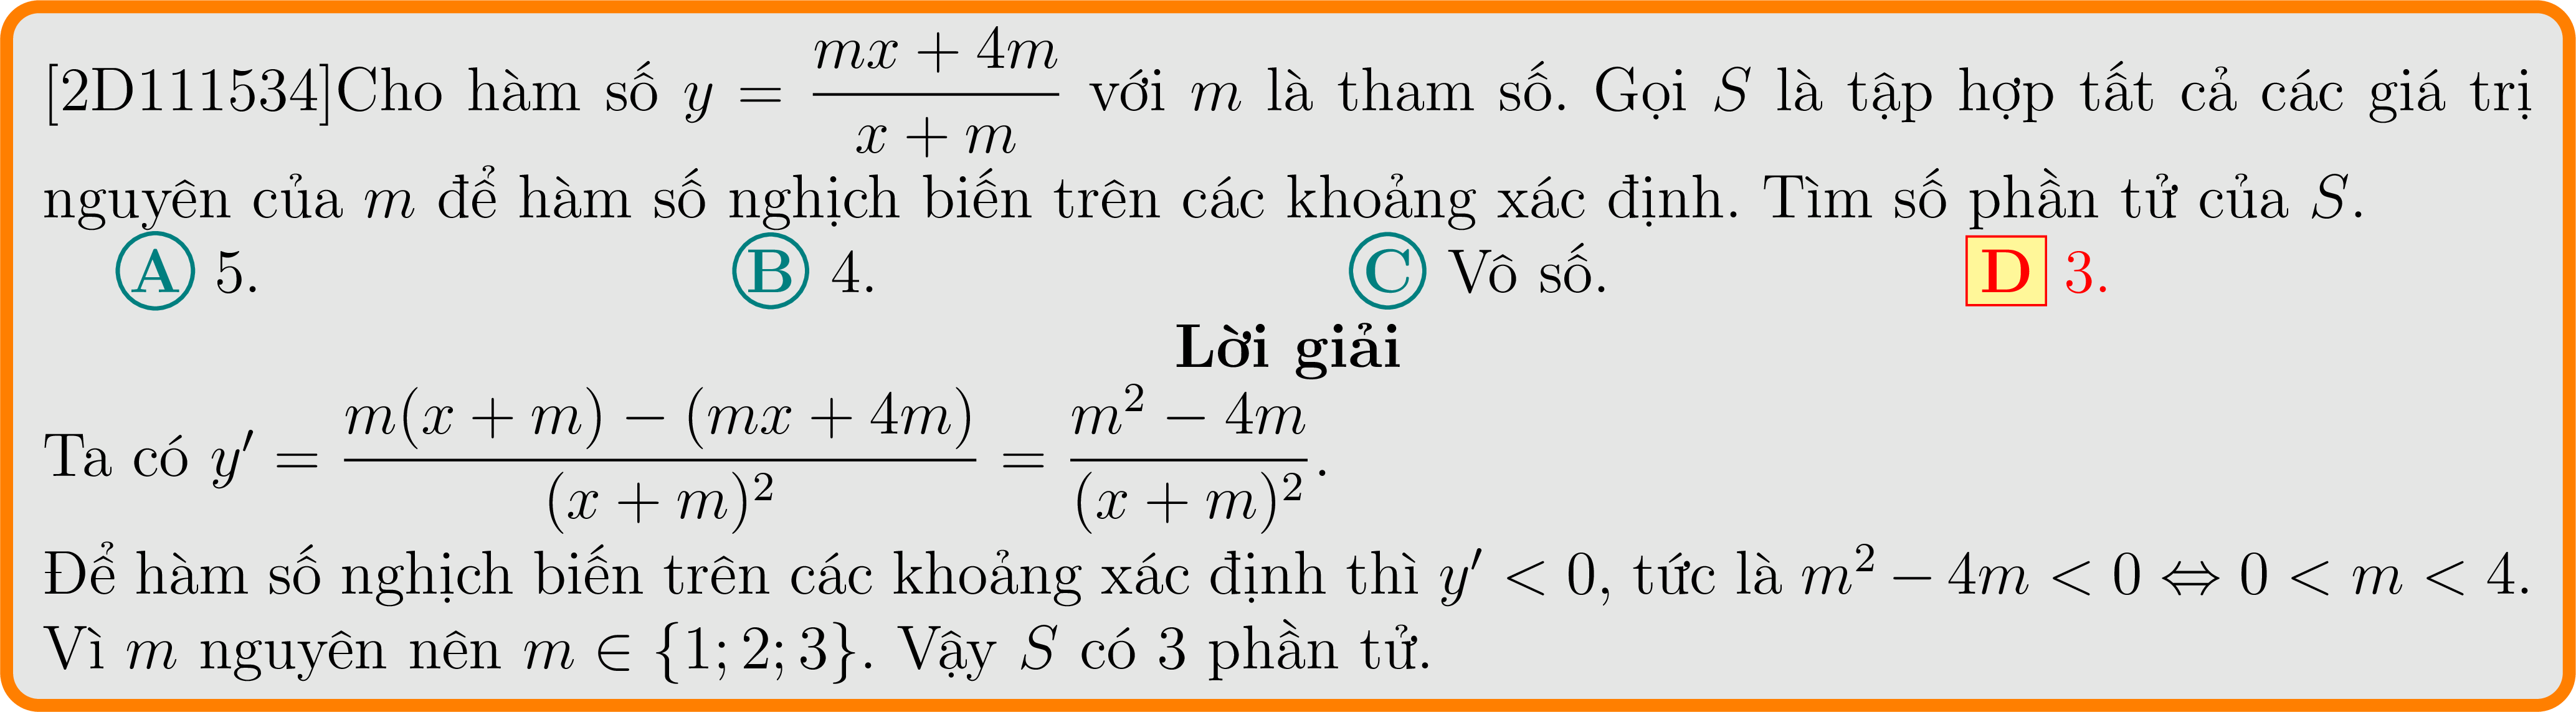 [2D111534]Cho hàm số $y = \dfrac{mx + 4m}{x + m}$ với $m$ là tham số. Gọi $S$ là tập hợp tất cả các giá trị
nguyên của $m$ để hàm số nghịch biến trên các khoảng xác định. Tìm số phần tử của $S$.
A 5. B 4. C Vô số. D 3.
Lời giải
Ta có $y' = \dfrac{m(x + m) - (mx + 4m)}{(x + m)^2} = \dfrac{m^2 - 4m}{(x + m)^2}$.
Để hàm số nghịch biến trên các khoảng xác định thì $y' < 0$, tức là $m^2 - 4m < 0 \Leftrightarrow 0 < m < 4$.
Vì $m$ nguyên nên $m \in \{1; 2; 3\}$. Vậy $S$ có 3 phần tử.